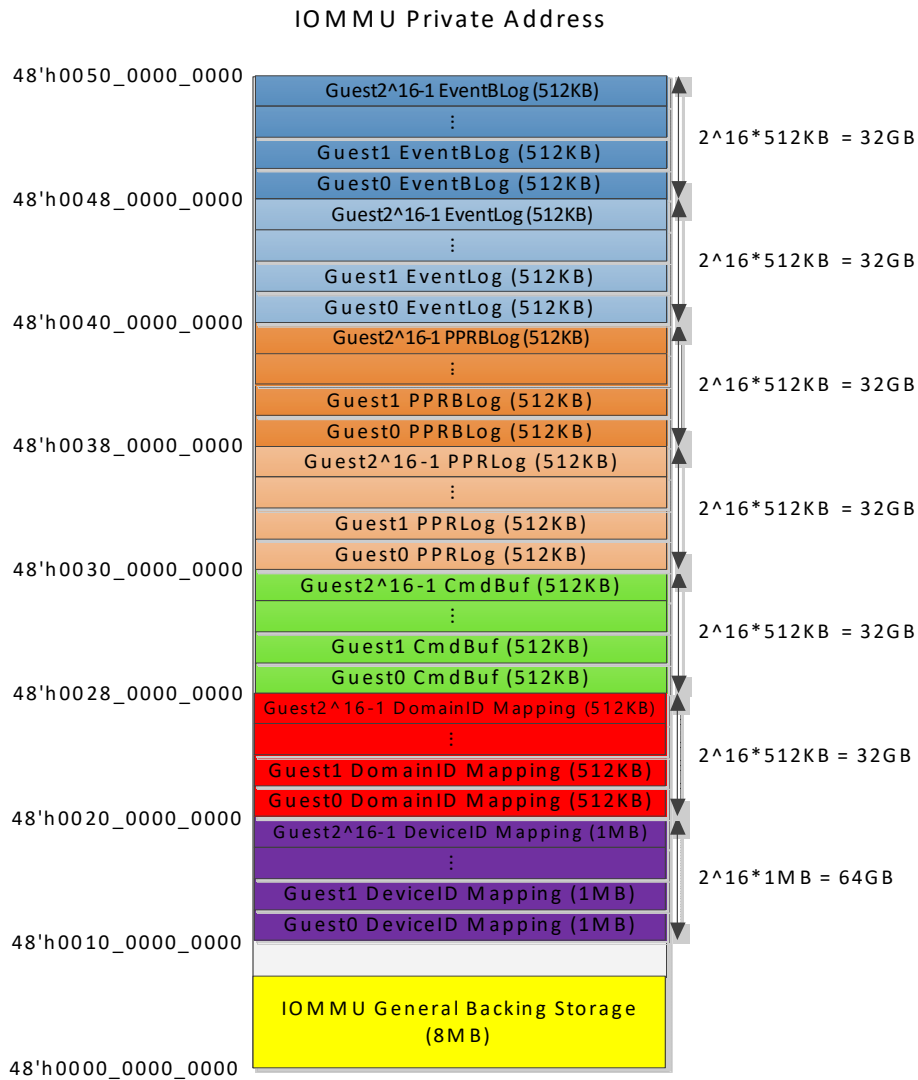 IOMMU Private Address
48'h0050_0000_0000
Guest2^16-1 EventBLog (512KB)
⋮
2^16*512KB = 32GB
Guest1 EventBLog (512KB)
Guest0 EventBLog (512KB)
48'h0048_0000_0000
Guest2^16-1 EventLog (512KB)
⋮
2^16*512KB = 32GB
Guest1 EventLog (512KB)
Guest0 EventLog (512KB)
48'h0040_0000_0000
Guest2^16-1 PPRBLog (512KB)
⋮
2^16*512KB = 32GB
Guest1 PPRBLog (512KB)
Guest0 PPRBLog (512KB)
48'h0038_0000_0000
Guest2^16-1 PPRLog (512KB)
⋮
2^16*512KB = 32GB
Guest1 PPRLog (512KB)
Guest0 PPRLog (512KB)
48'h0030_0000_0000
Guest2^16-1 CmdBuf (512KB)
⋮
2^16*512KB = 32GB
Guest1 CmdBuf (512KB)
Guest0 CmdBuf (512KB)
48'h0028_0000_0000
Guest2^16-1 DomainID Mapping (512KB)
⋮
2^16*512KB = 32GB
Guest1 DomainID Mapping (512KB)
Guest0 DomainID Mapping (512KB)
48'h0020_0000_0000
Guest2^16-1 DeviceID Mapping (1MB)
⋮
2^16*1MB = 64GB
Guest1 DeviceID Mapping (1MB)
Guest0 DeviceID Mapping (1MB)
48'h0010_0000_0000
IOMMU General Backing Storage
(8MB)
48'h0000_0000_0000